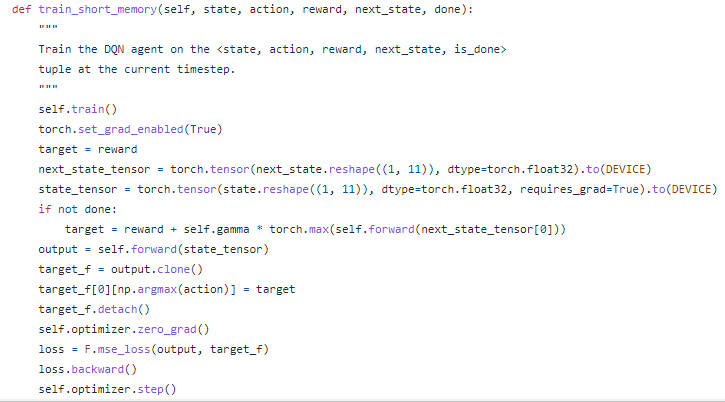 def train_short_memory(self, state, action, reward, next_state, done):
"""
Train the DQN agent on the <state, action, reward, next_state, is_done>
tuple at the current timestep.
"""
self.train()
torch.set_grad_enabled(True)
target = reward
next_state_tensor = torch.tensor(next_state.reshape((1, 11)), dtype=torch.float32).to(DEVICE)
state_tensor = torch.tensor(state.reshape((1, 11)), dtype=torch.float32, requires_grad=True).to(DEVICE)
if not done:
target = reward + self.gamma * torch.max(self.forward(next_state_tensor[0]))
output = self.forward(state_tensor)
target_f = output.clone()
target_f[0][np.argmax(action)] = target
target_f.detach()
self.optimizer.zero_grad()
loss = F.mse_loss(output, target_f)
loss.backward()
self.optimizer.step()